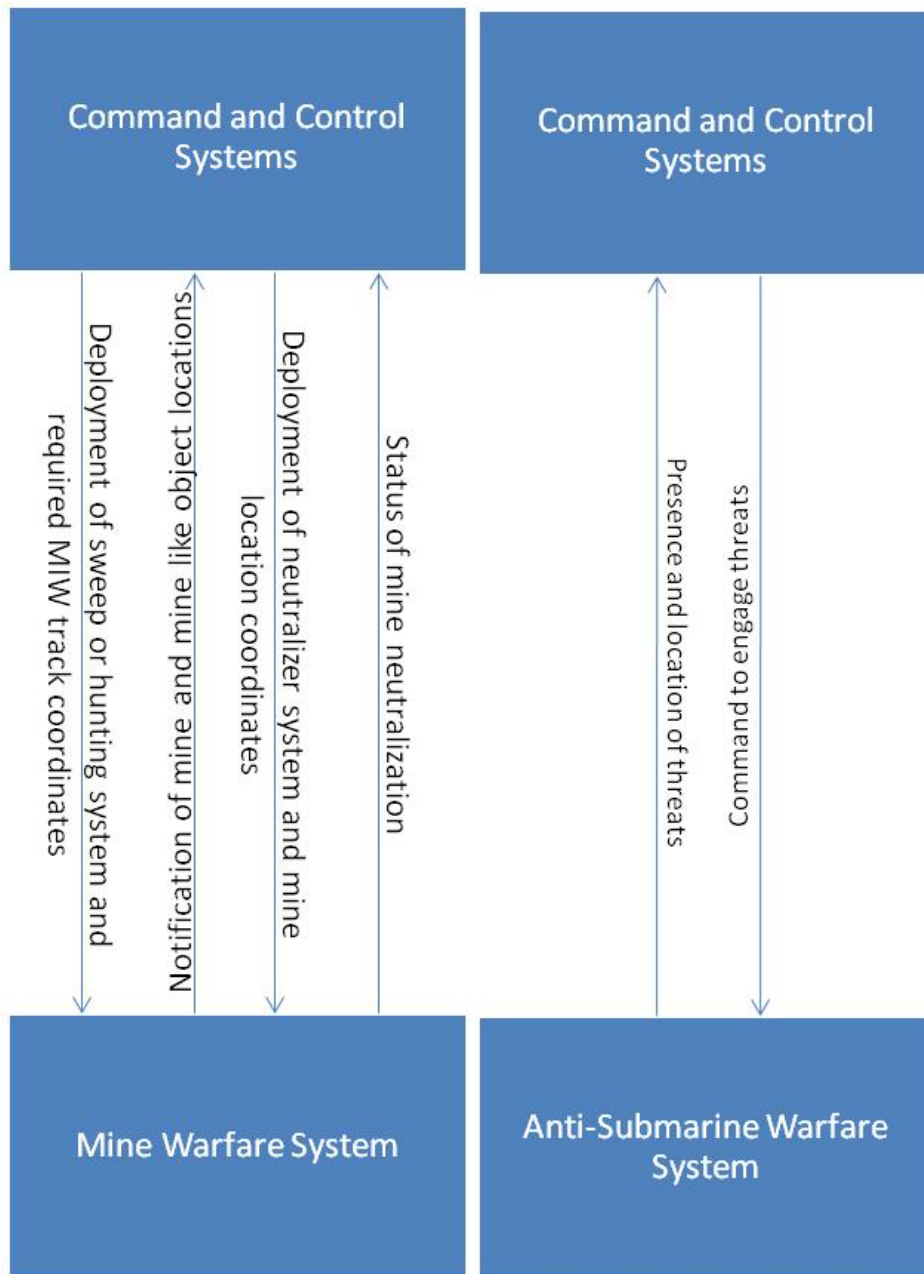 Command and Control
Systems
Command and Control
Systems
Deployment of sweep or hunting system and
required MIW track coordinates
Notification of mine and mine like object locations
Deployment of neutralizer system and mine
location coordinates
Status of mine neutralization
Presence and location of threats
Command to engage threats
Mine Warfare System
Anti-Submarine Warfare
System